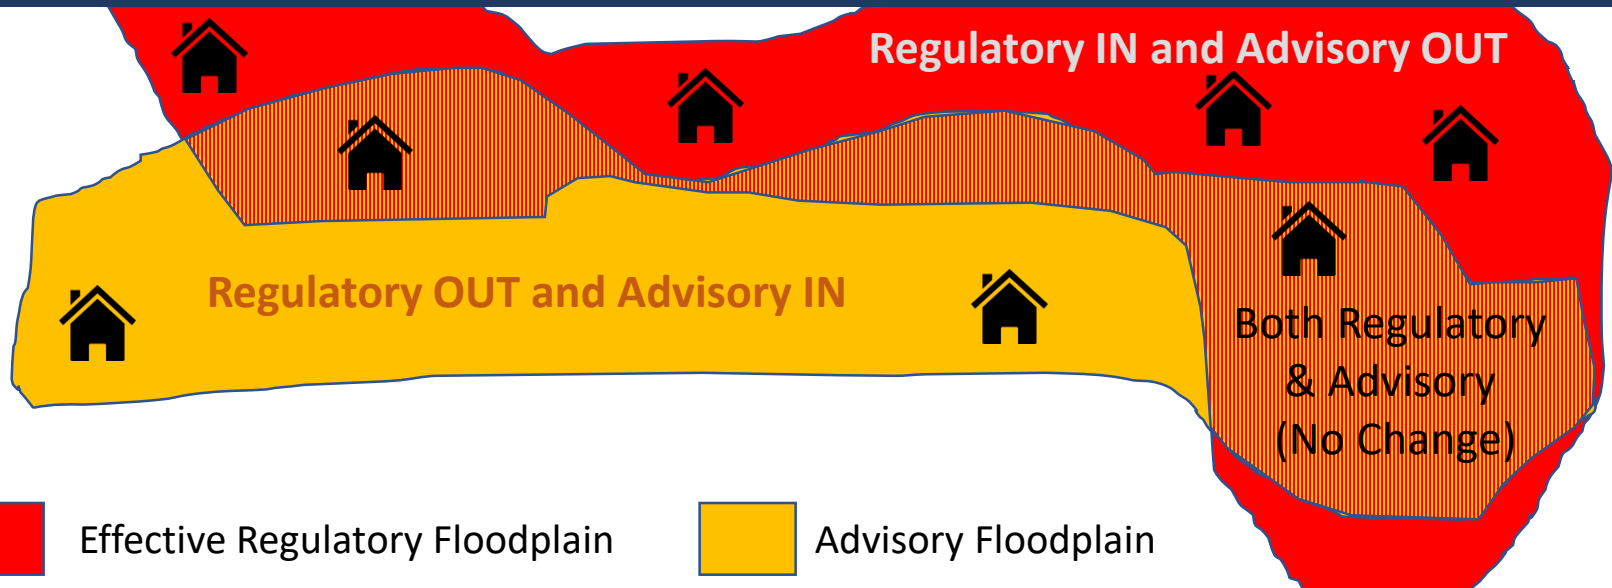 Regulatory IN and Advisory OUT
Regulatory OUT and Advisory IN
Both Regulatory
& Advisory
(No Change)
Effective Regulatory Floodplain
Advisory Floodplain